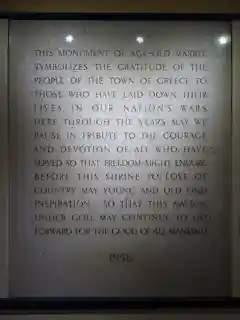 THIS MONUMENT OF AGE-OLD MARBLE
SYMBOLIZES THE GRATITUDE OF THE
PEOPLE OF THE TOWN OF GREECE TO
THOSE WHO HAVE LAID DOWN THEIR
LIVES IN OUR NATION'S WARS
HERE THROUGH THE YEARS MAY WE
PAUSE IN TRIBUTE TO THE COURAGE
AND DEVOTION OF ALL WHO HAVE
SERVED SO THAT FREEDOM MIGHT ENDURE
BEFORE THIS SHRINE TO LOVE OF
COUNTRY MAY YOUNG AND OLD FIND
INSPIRATION SO THAT THIS NATION
UNDER GOD MAY CONTINUE TO GO
FORWARD FOR THE GOOD OF ALL MANKIND